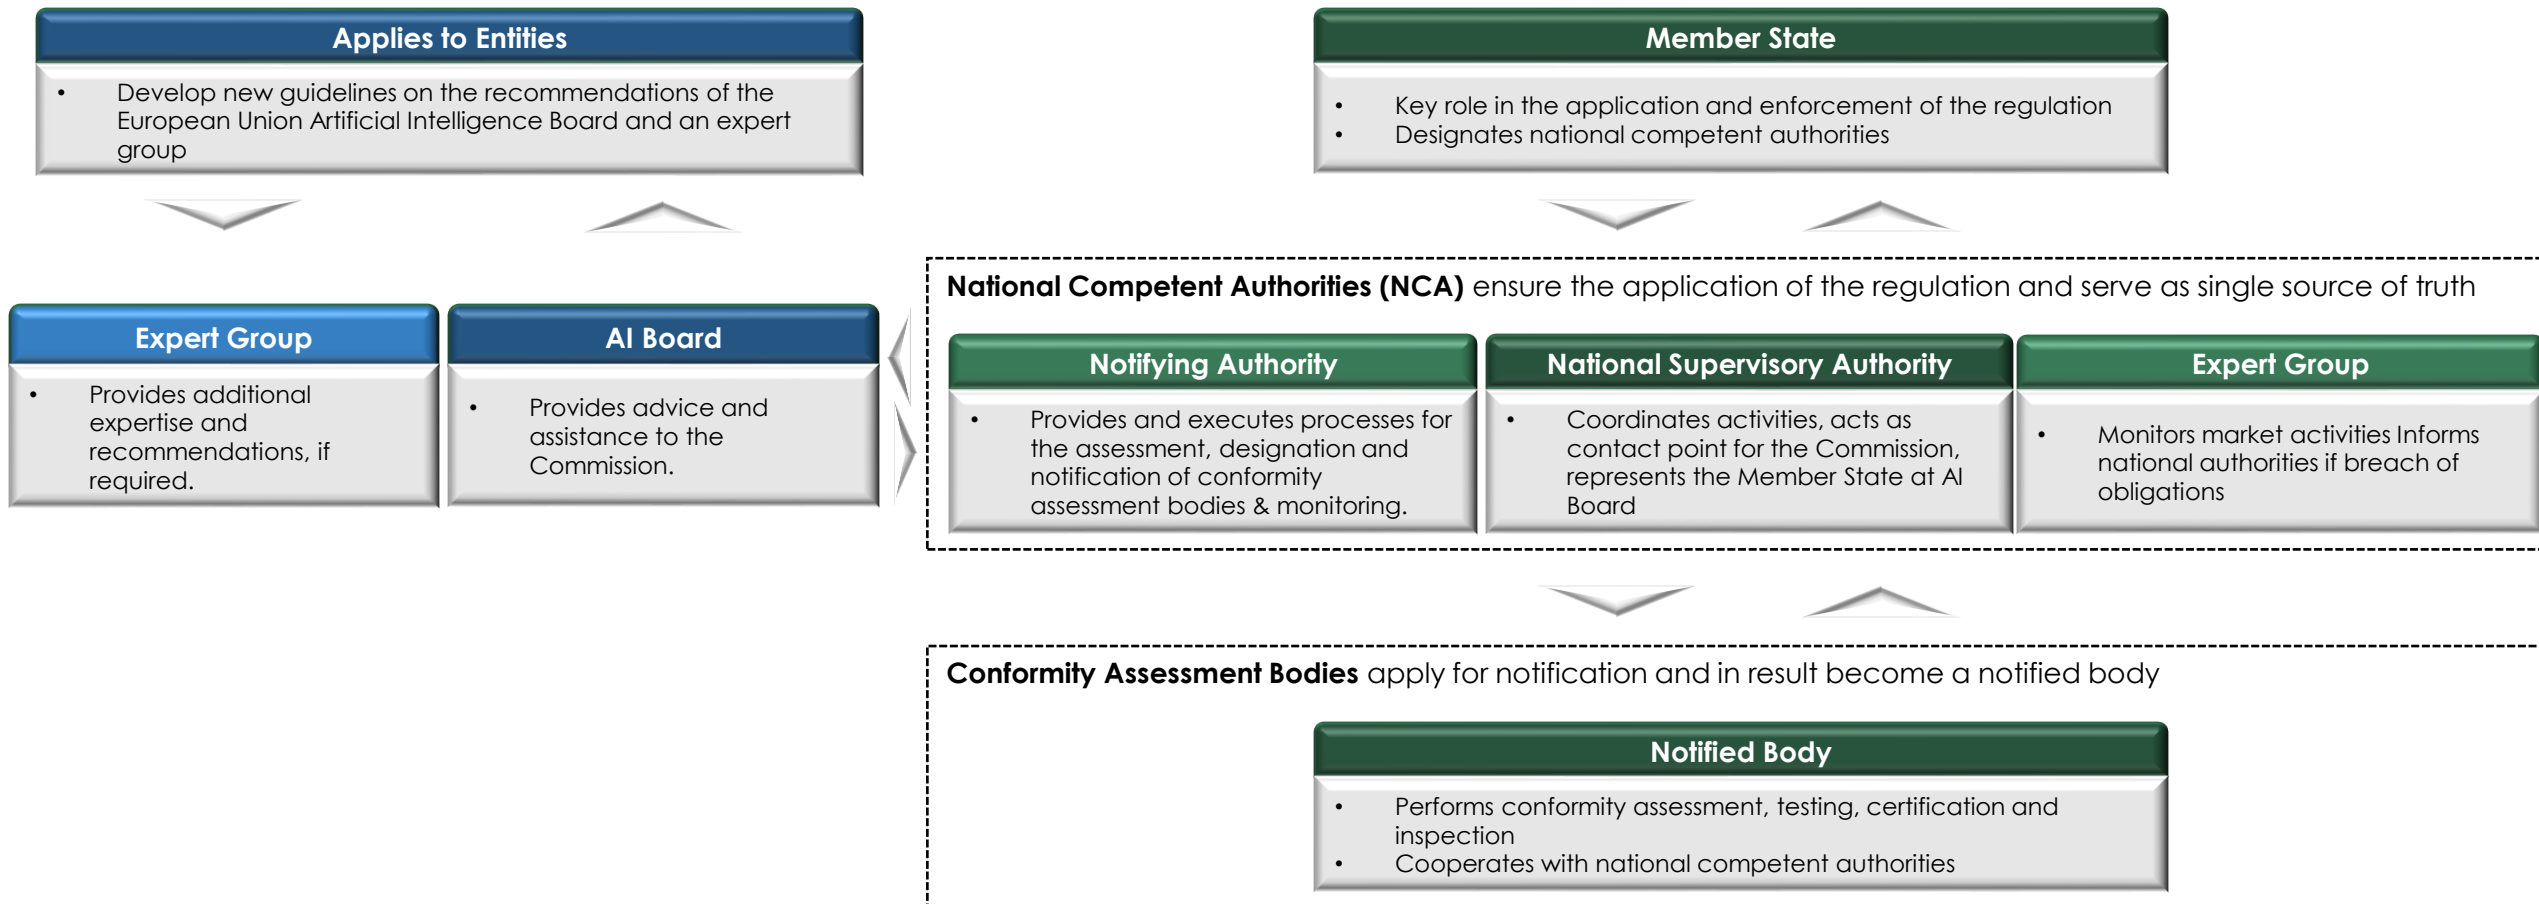 Applies to Entities
• Develop new guidelines on the recommendations of the
European Union Artificial Intelligence Board and an expert
group
Member State
• Key role in the application and enforcement of the regulation
• Designates national competent authorities
Expert Group
• Provides additional
expertise and
recommendations, if
required.
AI Board
• Provides advice and
assistance to the
Commission.
National Competent Authorities (NCA) ensure the application of the regulation and serve as single source of truth
Notifying Authority
• Provides and executes processes for
the assessment, designation and
notification of conformity
assessment bodies & monitoring.
National Supervisory Authority
• Coordinates activities, acts as
contact point for the Commission,
represents the Member State at AI
Board
Expert Group
• Monitors market activities Informs
national authorities if breach of
obligations
Conformity Assessment Bodies apply for notification and in result become a notified body
Notified Body
• Performs conformity assessment, testing, certification and
inspection
• Cooperates with national competent authorities